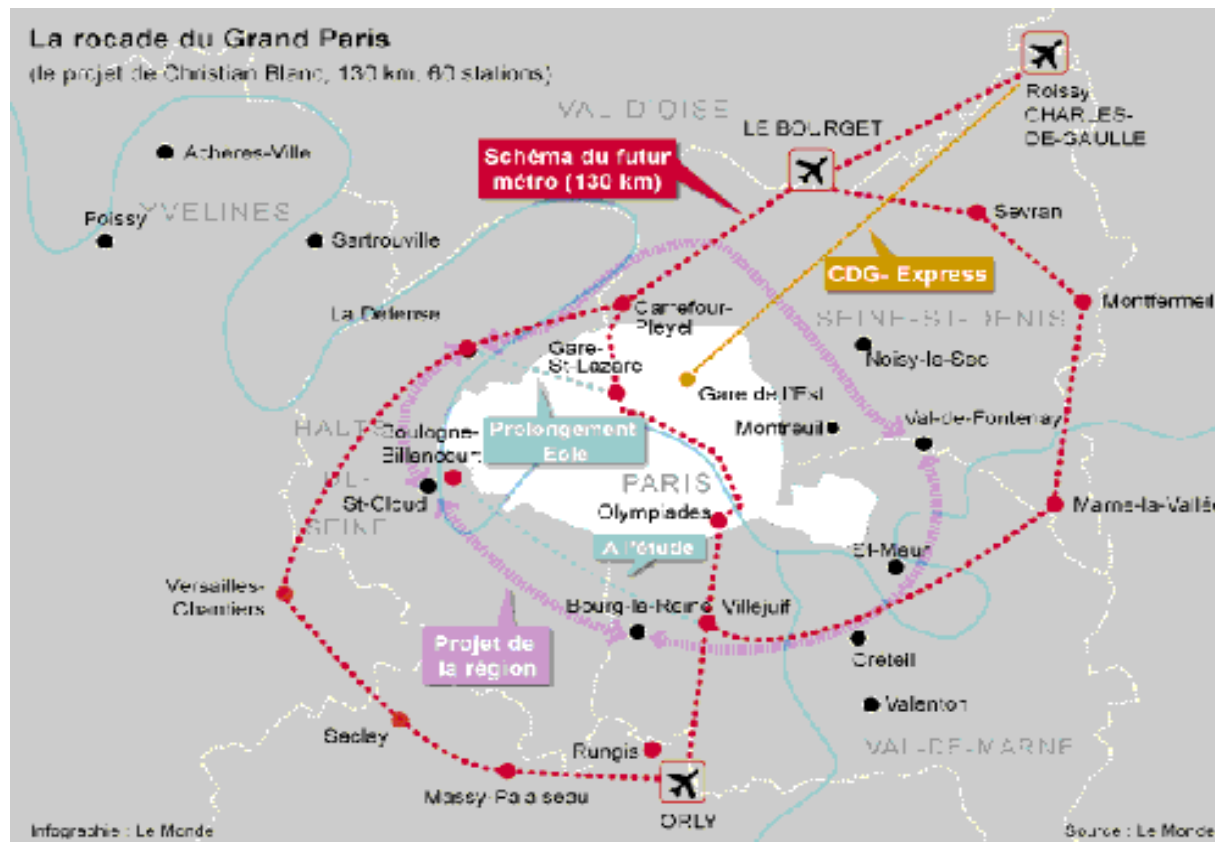 La rocade du Grand Paris
(le projet de Christian Blanc, 130 km, 60 stations)
VAL D'OISE
Roissy
CHARLES-
DE-GAULLE
LE BOURGET
Schéma du futur
métro (130 km)
Acheres-Ville
Poissy
YVELINES
Sartrouville
Sevran
CDG- Express
La Défense
Carrefour-
Pleyel
Montfermeil
SEINE-ST-DENIS
Gare-
St-Lazare
Noisy-le-Sec
Gare de l'Est
HAUTS-
DE-
SEINE
Boulogne-
Billancourt
Prolongement
Eole
Montreuil
Val-de-Fontenay
St-Cloud
PARIS
Olympiades
Marne-la-Vallée
A l'étude
St-Maur
Versailles-
Chantiers
Bourg-la-Reine
Villejuif
Projet de
la région
Créteil
Valenton
Saclay
Rungis
VAL-DE-MARNE
Massy-Palaiseau
ORLY
Infographie : Le Monde
Source : Le Monde